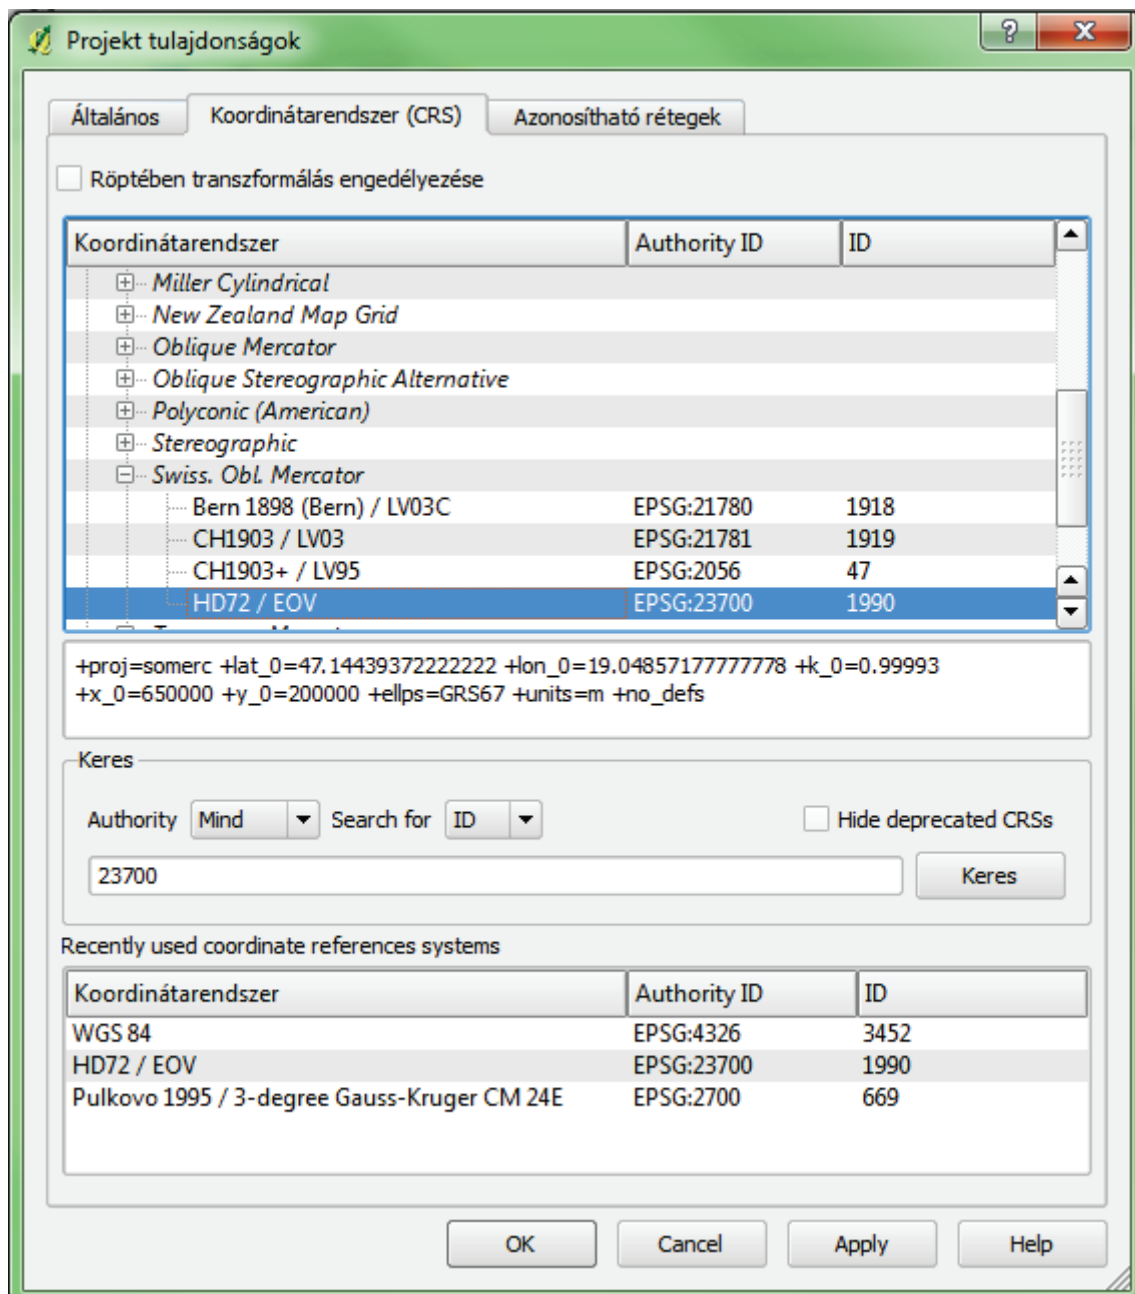 Projekt tulajdonságok
Általános Koordinátarendszer (CRS) Azonosítható rétegek
Röptében transzformálás engedélyezése
Koordinátarendszer Authority ID ID
Miller Cylindrical
New Zealand Map Grid
Oblique Mercator
Oblique Stereographic Alternative
Polyconic (American)
Stereographic
Swiss. Obl. Mercator
Bern 1898 (Bern) / LV03C EPSG:21780 1918
CH1903 / LV03 EPSG:21781 1919
CH1903+ / LV95 EPSG:2056 47
HD72 / EOV EPSG:23700 1990
+proj=somerc +lat_0=47.14439372222222 +lon_0=19.04857177777778 +k_0=0.99993
+x_0=650000 +y_0=200000 +ellps=GRS67 +units=m +no_defs
Keres
Authority Mind Search for ID Hide deprecated CRSs
23700 Keres
Recently used coordinate references systems
Koordinátarendszer Authority ID ID
WGS 84 EPSG:4326 3452
HD72 / EOV EPSG:23700 1990
Pulkovo 1995 / 3-degree Gauss-Kruger CM 24E EPSG:2700 669
OK Cancel Apply Help